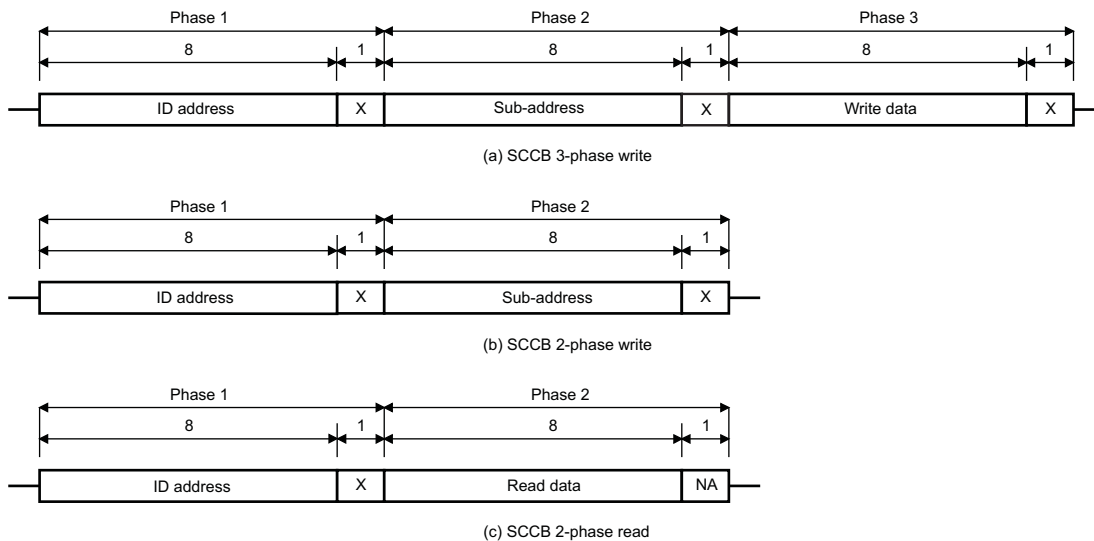 Phase 1 Phase 2 Phase 3
8 1 8 1 8 1
ID address X Sub-address X Write data X
(a) SCCB 3-phase write
Phase 1 Phase 2
8 1 8 1
ID address X Sub-address X
(b) SCCB 2-phase write
Phase 1 Phase 2
8 1 8 1
ID address X Read data NA
(c) SCCB 2-phase read